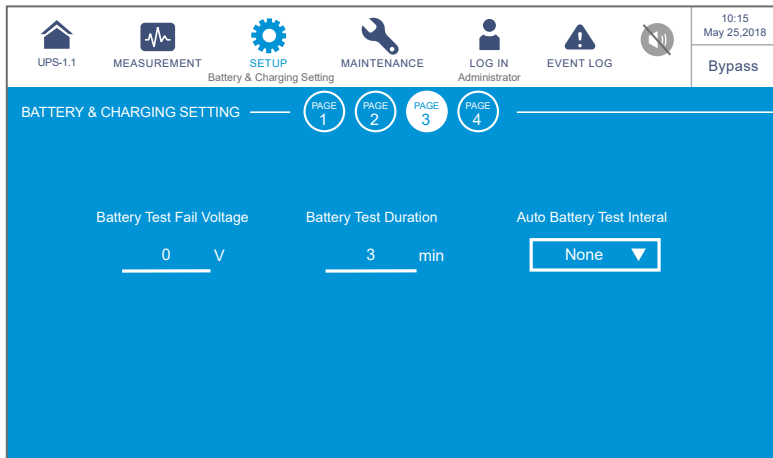 10:15
May 25,2018
UPS-1.1
MEASUREMENT
SETUP
MAINTENANCE
LOG IN
EVENT LOG
Bypass
Battery & Charging Setting
Administrator
BATTERY & CHARGING SETTING
PAGE
1
PAGE
2
PAGE
3
PAGE
4
Battery Test Fail Voltage
Battery Test Duration
Auto Battery Test Interal
0 V
3 min
None